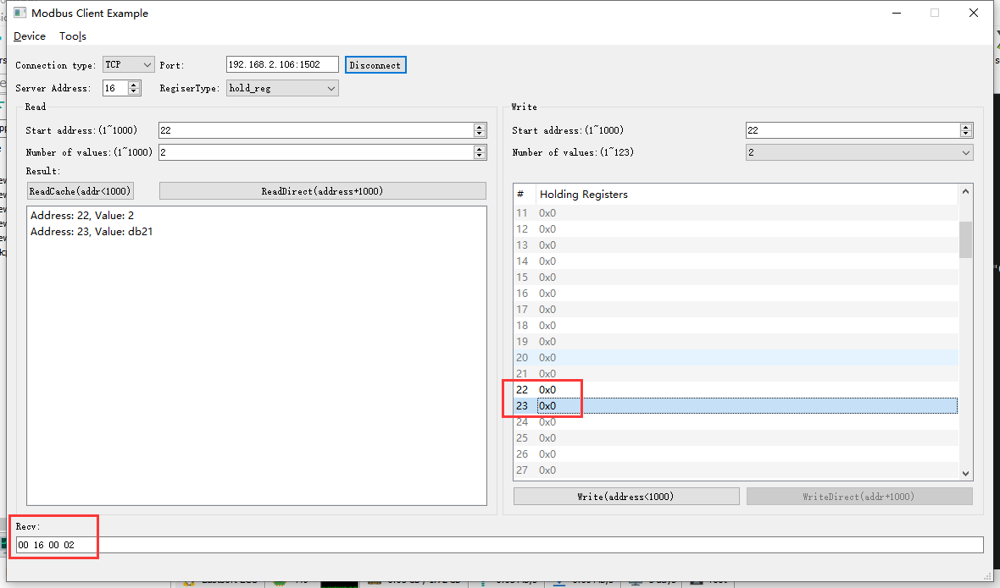 Modbus Client Example
Device Tools
Connection type: TCP Port: 192.168.2.106:1502 Disconnect
Server Address: 16 RegiserType: hold_reg
Read
Start address:(1~1000) 22
Number of values:(1~1000) 2
Result:
ReadCache(addr<1000) ReadDirect(address+1000)
Address: 22, Value: 2
Address: 23, Value: db21
Write
Start address:(1~1000) 22
Number of values:(1~123) 2
# Holding Registers
11 0x0
12 0x0
13 0x0
14 0x0
15 0x0
16 0x0
17 0x0
18 0x0
19 0x0
20 0x0
21 0x0
22 0x0
23 0x0
24 0x0
25 0x0
26 0x0
27 0x0
Write(address<1000) WriteDirect(addr+1000)
Recv:
00 16 00 02